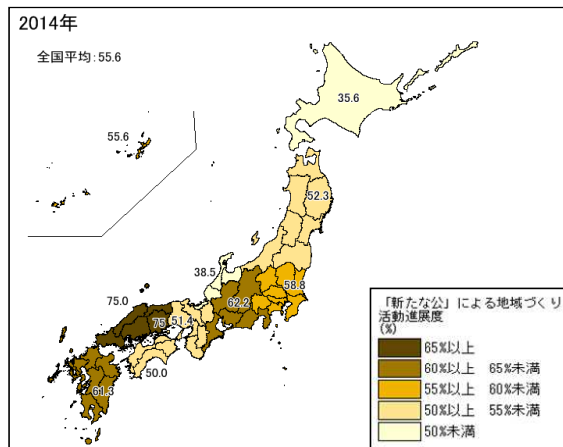 2014年
全国平均:55.6
35.6
55.6
52.3
38.5
58.8
75.0
62.2
75
51.4
50.0
61.3
「新たな公」による地域づくり
活動進展度
(%)
65%以上
60%以上 65%未満
55%以上 60%未満
50%以上 55%未満
50%未満